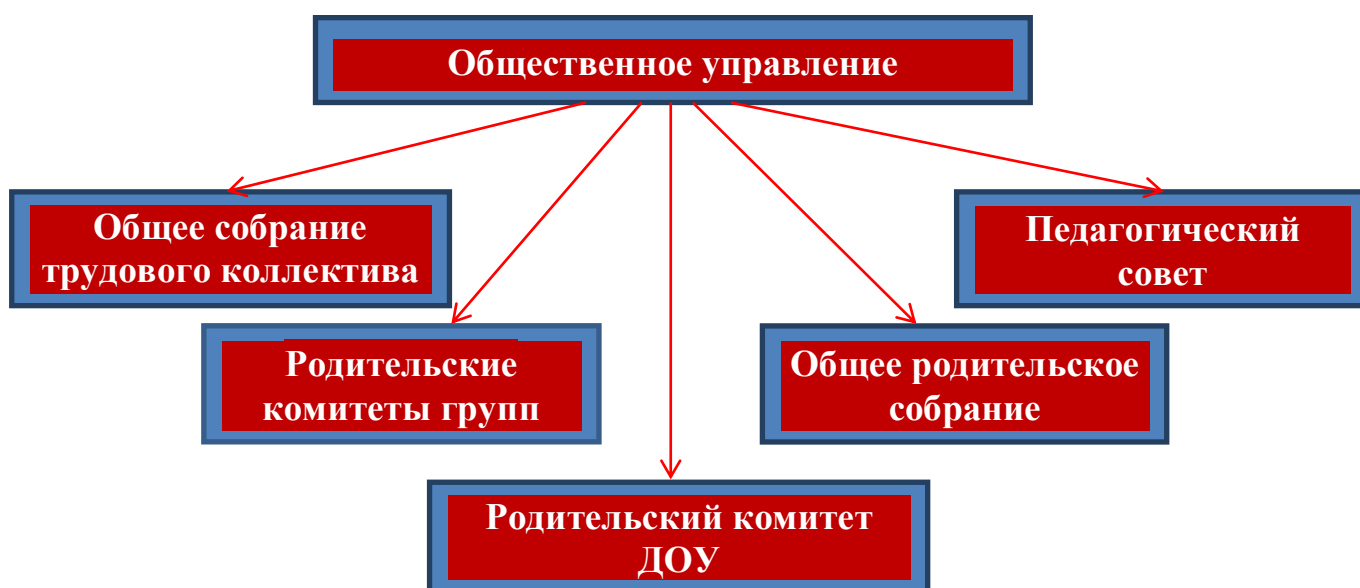 Общественное управление
Общее собрание
трудового коллектива
Педагогический
совет
Родительские
комитеты групп
Общее родительское
собрание
Родительский комитет
ДОУ